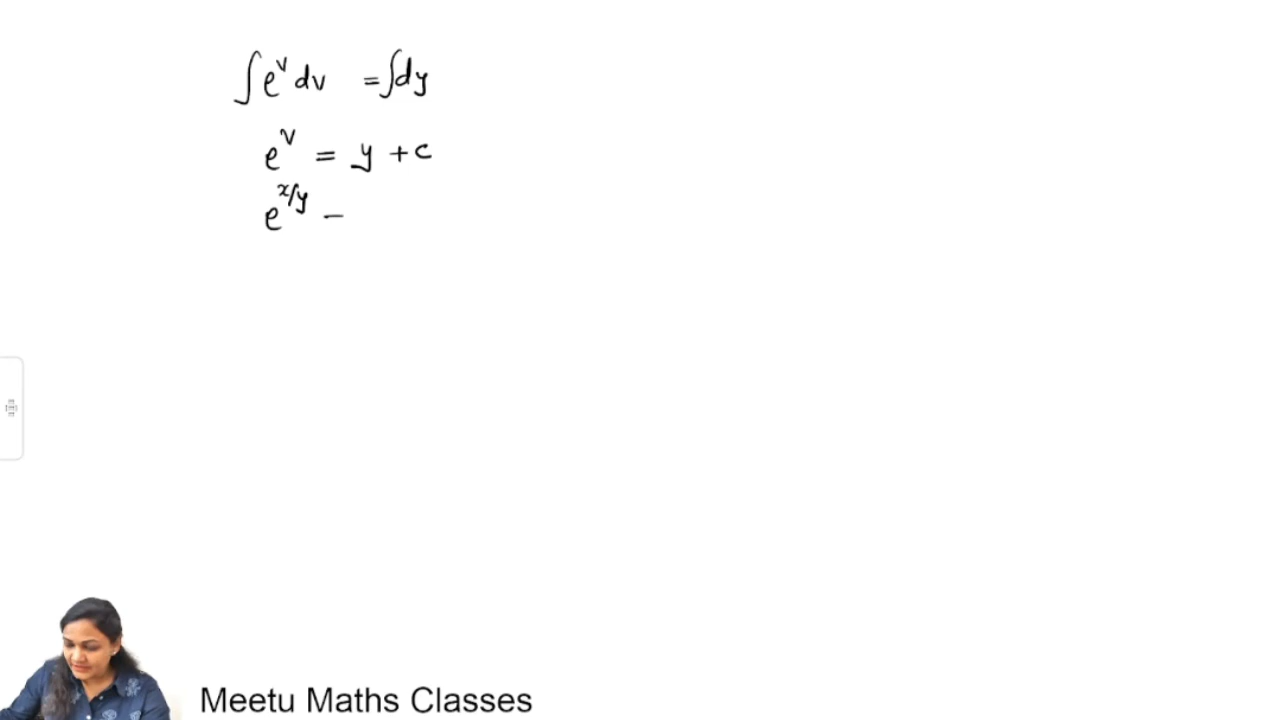 ∫e^v dv = ∫dy
e^v = y + c
e^{x/y} –
Meetu Maths Classes